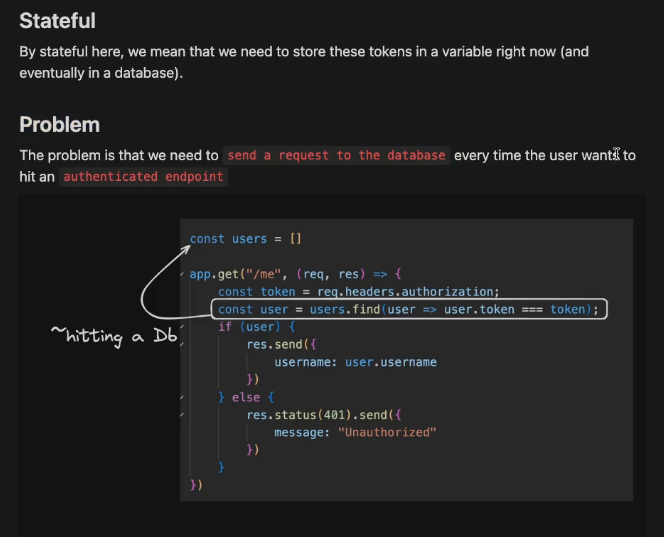 Stateful
By stateful here, we mean that we need to store these tokens in a variable right now (and
eventually in a database).
Problem
The problem is that we need to send a request to the database every time the user wants to
hit an authenticated endpoint
const users = []
app.get("/me", (req, res) => {
const token = req.headers.authorization;
const user = users.find(user => user.token === token);
~hitting a Db
if (user) {
res.send({
username: user.username
})
} else {
res.status(401).send({
message: "Unauthorized"
})
}
})